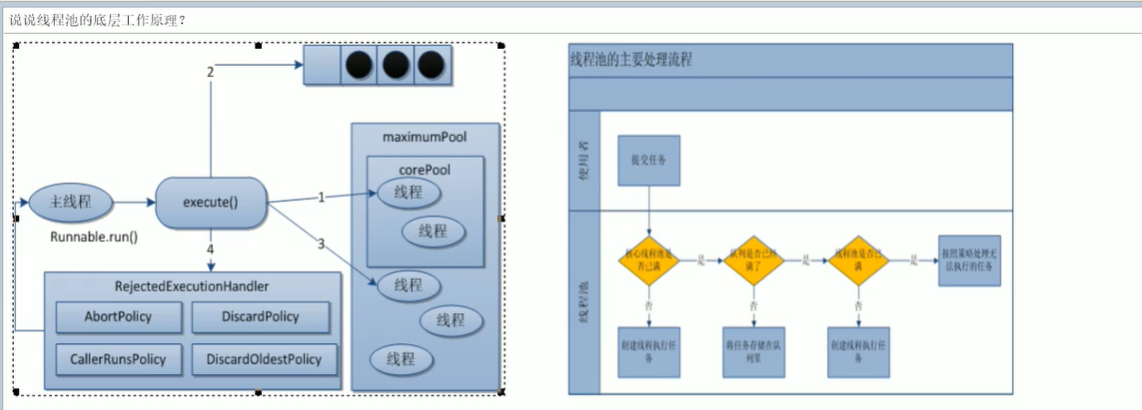 说说线程池的底层工作原理？
2
maximumPool
corePool
线程
线程
主线程
execute()
1
Runnable.run()
3
4
线程
线程
线程
RejectedExecutionHandler
AbortPolicy
DiscardPolicy
CallerRunsPolicy
DiscardOldestPolicy
线程池的主要处理流程
使用者
提交任务
线程池
核心线程池是
否已满
是
队列是否已经
满了
是
线程池是否已
满
是
按照策略处理无
法执行的任务
否
否
否
创建线程执行任
务
将任务存储在队
列里
创建线程执行任
务